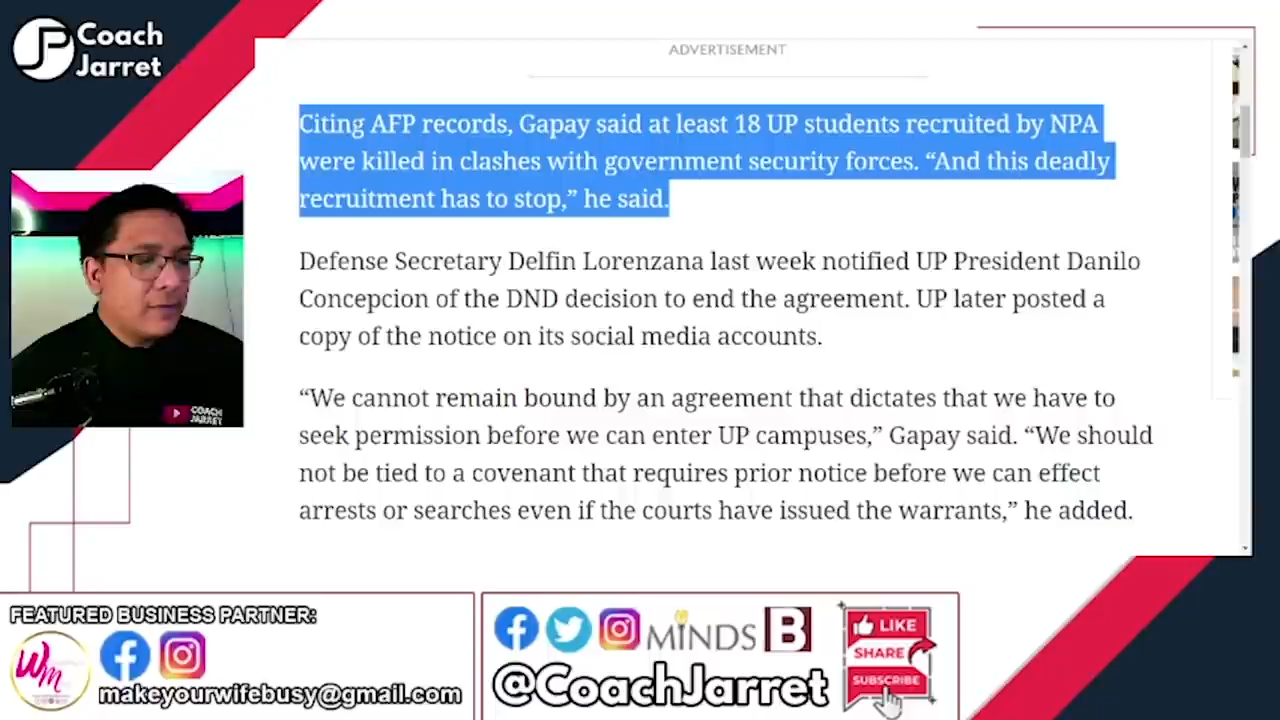 Coach
Jarret
ADVERTISEMENT
Citing AFP records, Gapay said at least 18 UP students recruited by NPA
were killed in clashes with government security forces. “And this deadly
recruitment has to stop,” he said.
Defense Secretary Delfin Lorenzana last week notified UP President Danilo
Concepcion of the DND decision to end the agreement. UP later posted a
copy of the notice on its social media accounts.
“We cannot remain bound by an agreement that dictates that we have to
seek permission before we can enter UP campuses,” Gapay said. “We should
not be tied to a covenant that requires prior notice before we can effect
arrests or searches even if the courts have issued the warrants,” he added.
COACH
JARRET
FEATURED BUSINESS PARTNER:
Wm
makeyourwifebusy@gmail.com
MINDS B
@CoachJarret
LIKE
SHARE
SUBSCRIBE